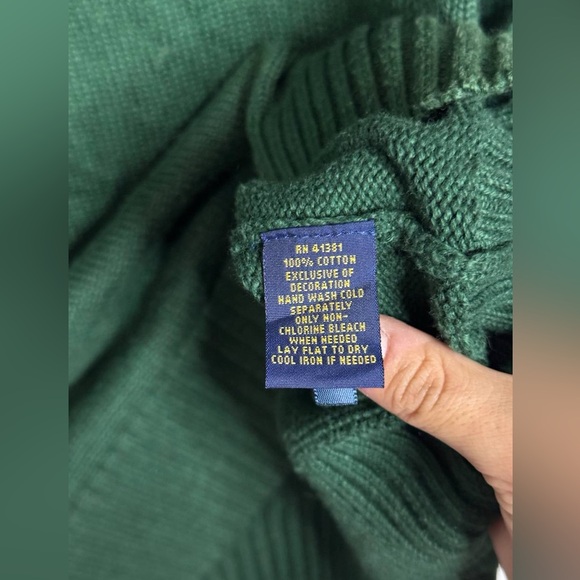 RN 41381
100% COTTON
EXCLUSIVE OF
DECORATION
HAND WASH COLD
SEPARATELY
ONLY NON-
CHLORINE BLEACH
WHEN NEEDED
LAY FLAT TO DRY
COOL IRON IF NEEDED